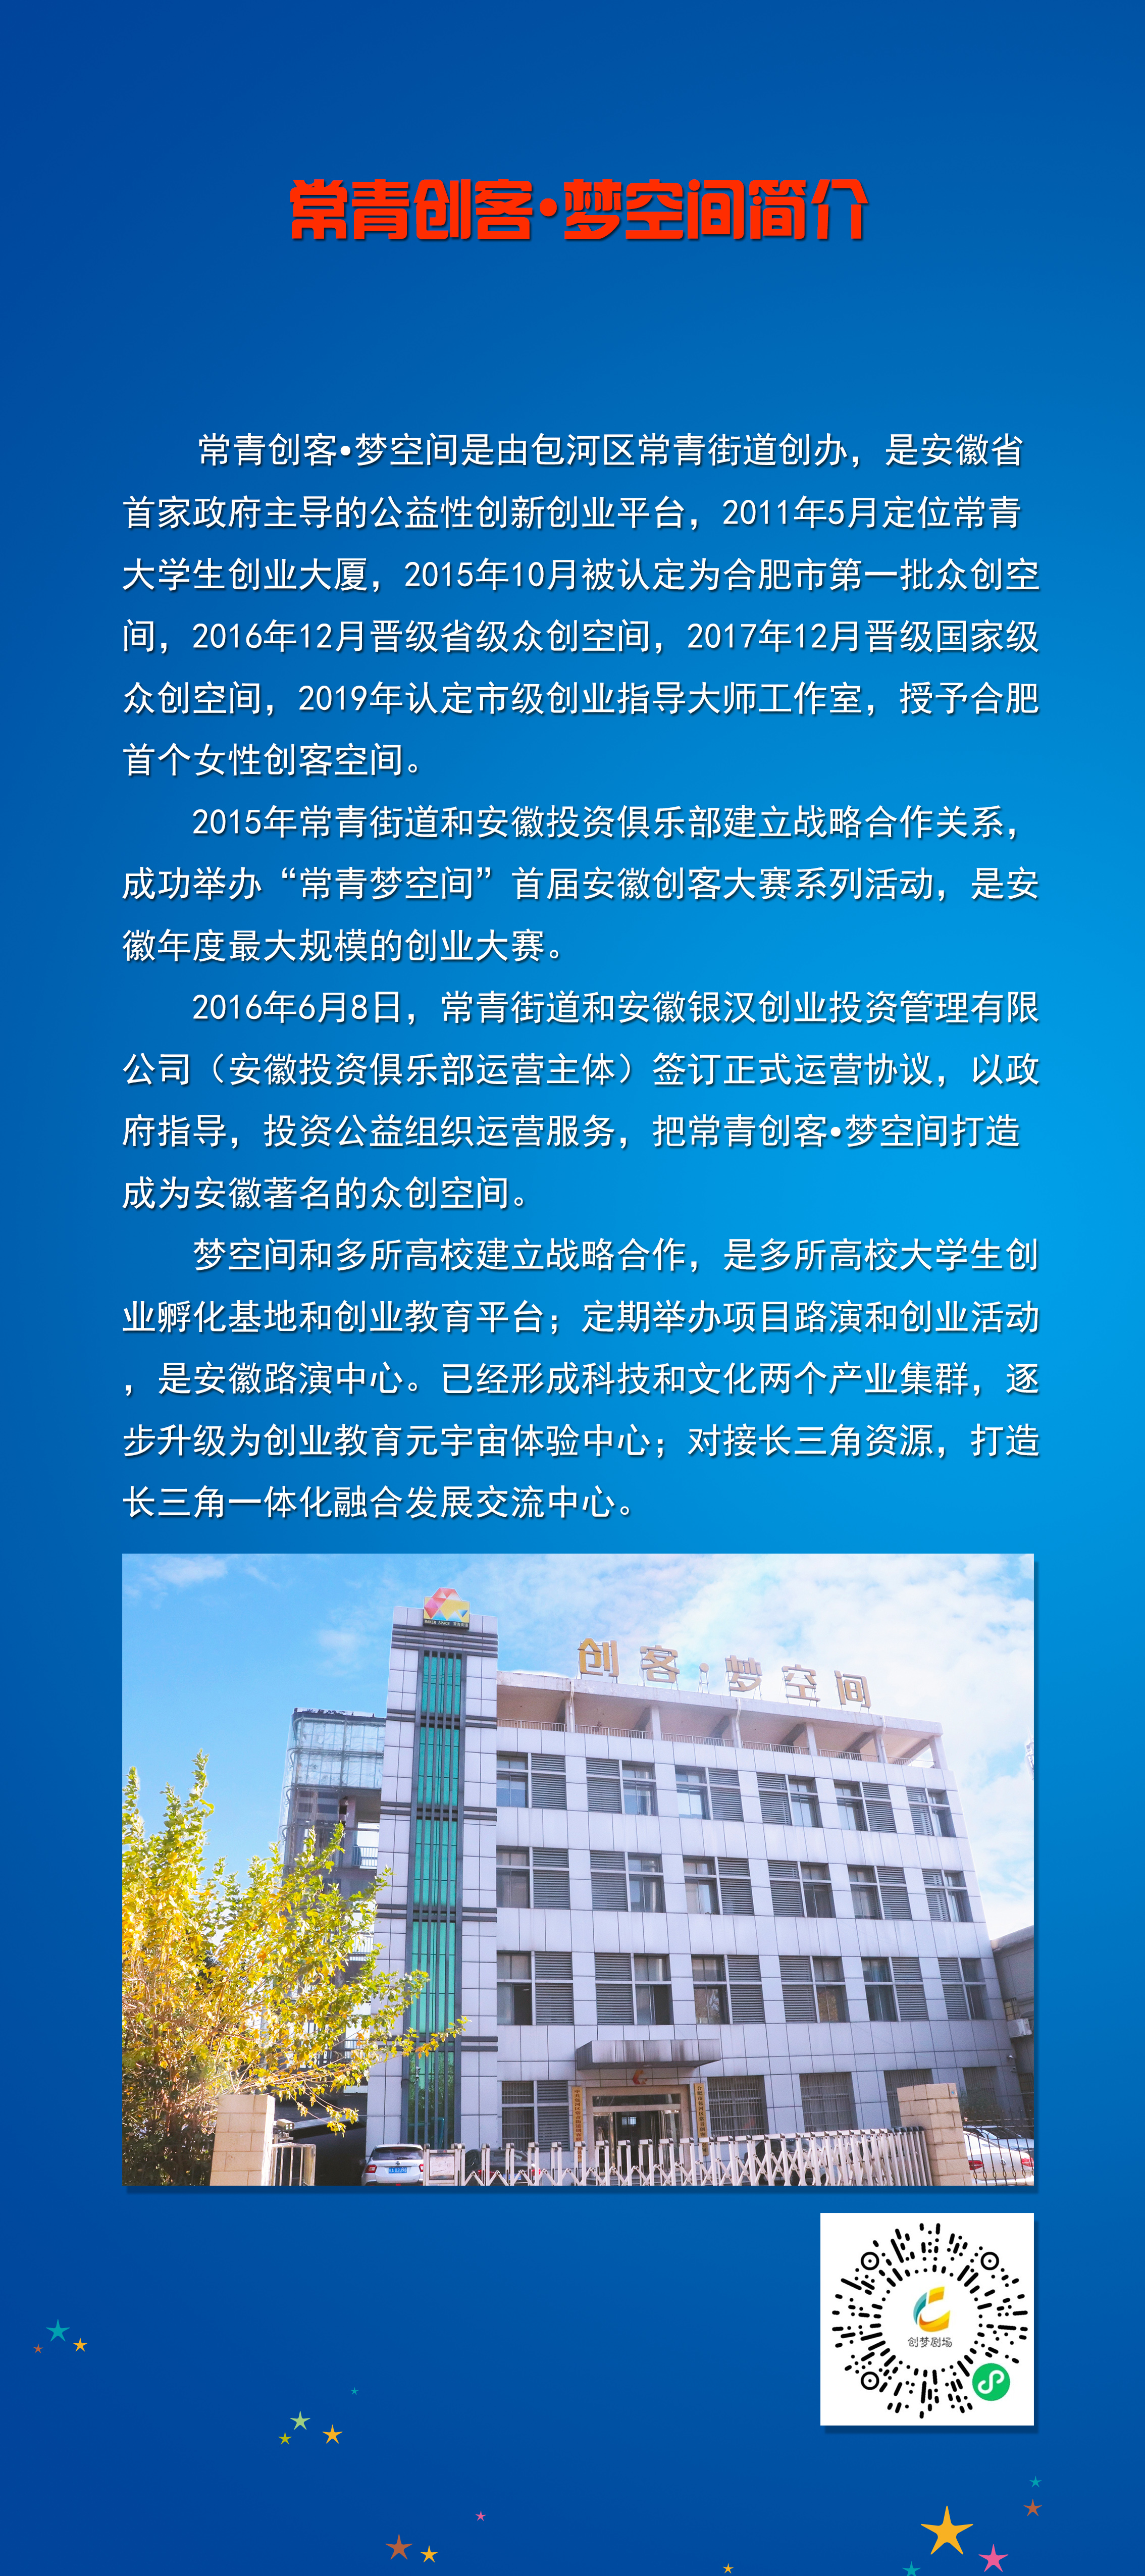 常青创客•梦空间简介
常青创客•梦空间是由包河区常青街道创办，是安徽省
首家政府主导的公益性创新创业平台，2011年5月定位常青
大学生创业大厦，2015年10月被认定为合肥市第一批众创空
间，2016年12月晋级省级众创空间，2017年12月晋级国家级
众创空间，2019年认定市级创业指导大师工作室，授予合肥
首个女性创客空间。
2015年常青街道和安徽投资俱乐部建立战略合作关系，
成功举办“常青梦空间”首届安徽创客大赛系列活动，是安
徽年度最大规模的创业大赛。
2016年6月8日，常青街道和安徽银汉创业投资管理有限
公司（安徽投资俱乐部运营主体）签订正式运营协议，以政
府指导，投资公益组织运营服务，把常青创客•梦空间打造
成为安徽著名的众创空间。
梦空间和多所高校建立战略合作，是多所高校大学生创
业孵化基地和创业教育平台；定期举办项目路演和创业活动
，是安徽路演中心。已经形成科技和文化两个产业集群，逐
步升级为创业教育元宇宙体验中心；对接长三角资源，打造
长三角一体化融合发展交流中心。
创客·梦空间
创梦剧场